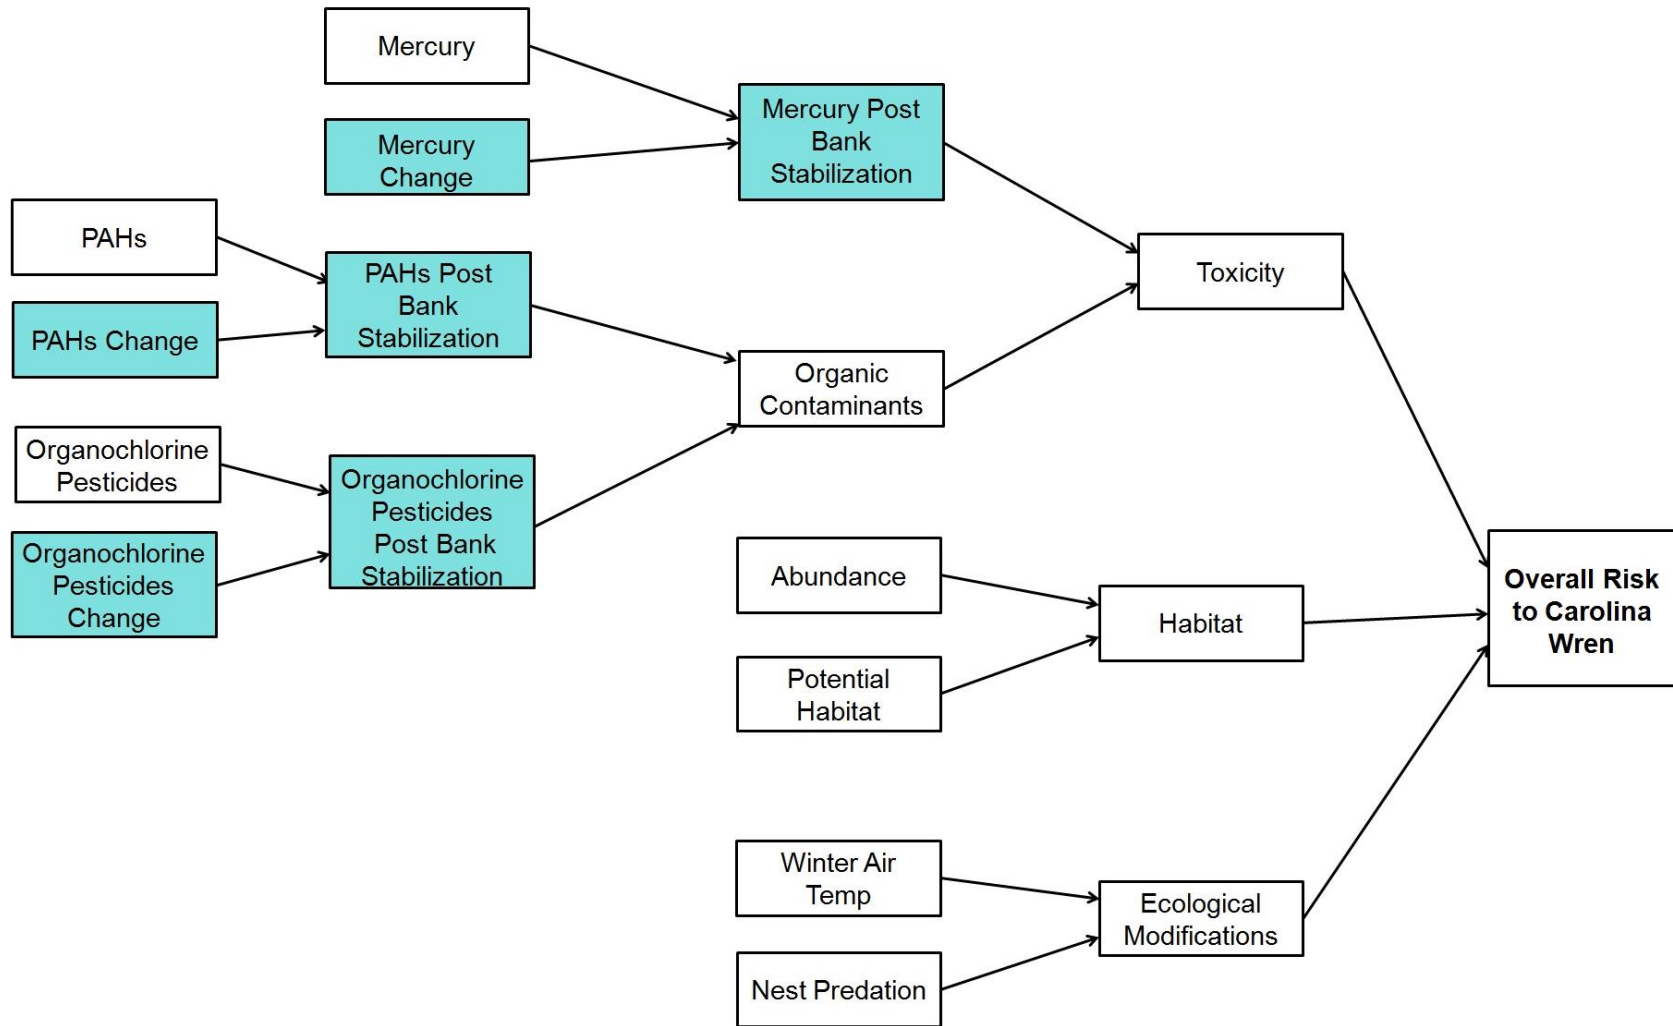 Mercury
Mercury
Change
Mercury Post
Bank
Stabilization
PAHs
PAHs Change
PAHs Post
Bank
Stabilization
Organochlorine
Pesticides
Organochlorine
Pesticides
Change
Organochlorine
Pesticides
Post Bank
Stabilization
Organic
Contaminants
Toxicity
Abundance
Potential
Habitat
Habitat
Winter Air
Temp
Nest Predation
Ecological
Modifications
Overall Risk
to Carolina
Wren